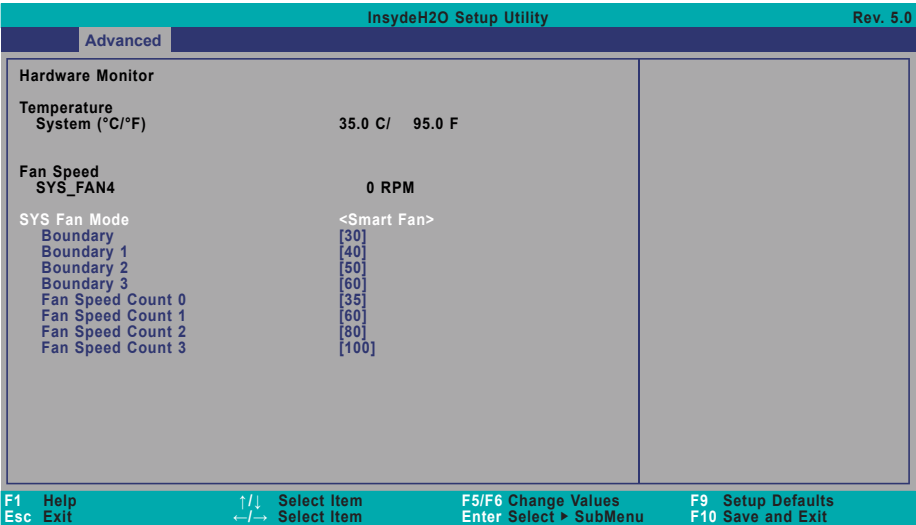 InsydeH2O Setup Utility Rev. 5.0
Advanced
Hardware Monitor
Temperature
System (°C/°F) 35.0 C/ 95.0 F
Fan Speed
SYS_FAN4 0 RPM
SYS Fan Mode <Smart Fan>
Boundary [30]
Boundary 1 [40]
Boundary 2 [50]
Boundary 3 [60]
Fan Speed Count 0 [35]
Fan Speed Count 1 [60]
Fan Speed Count 2 [80]
Fan Speed Count 3 [100]
F1 Help ↑/↓ Select Item F5/F6 Change Values F9 Setup Defaults
Esc Exit ←/→ Select Item Enter Select ▶ SubMenu F10 Save and Exit